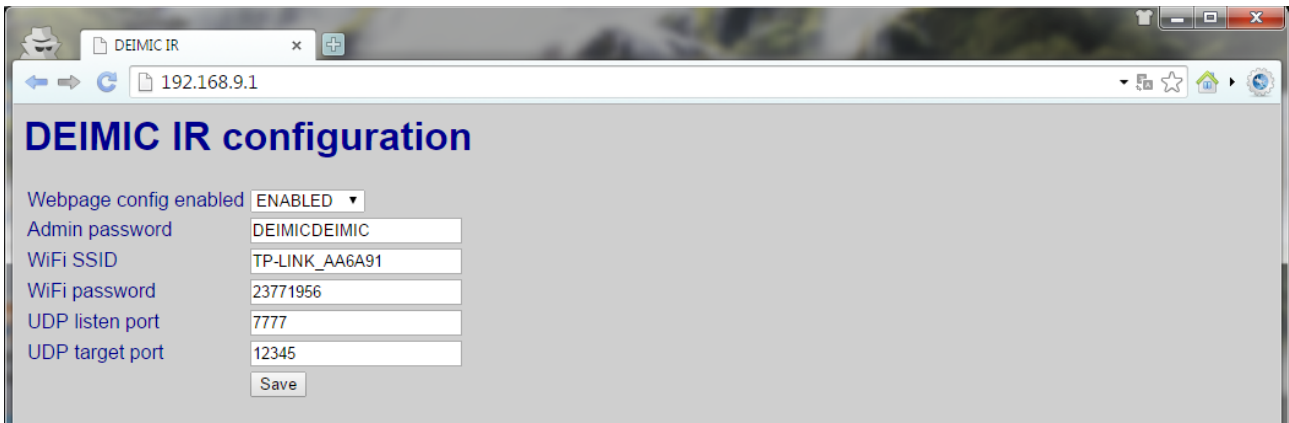 DEIMIC IR
192.168.9.1
DEIMIC IR configuration
Webpage config enabled ENABLED
Admin password DEIMICDEIMIC
WiFi SSID TP-LINK_AA6A91
WiFi password 23771956
UDP listen port 7777
UDP target port 12345
Save